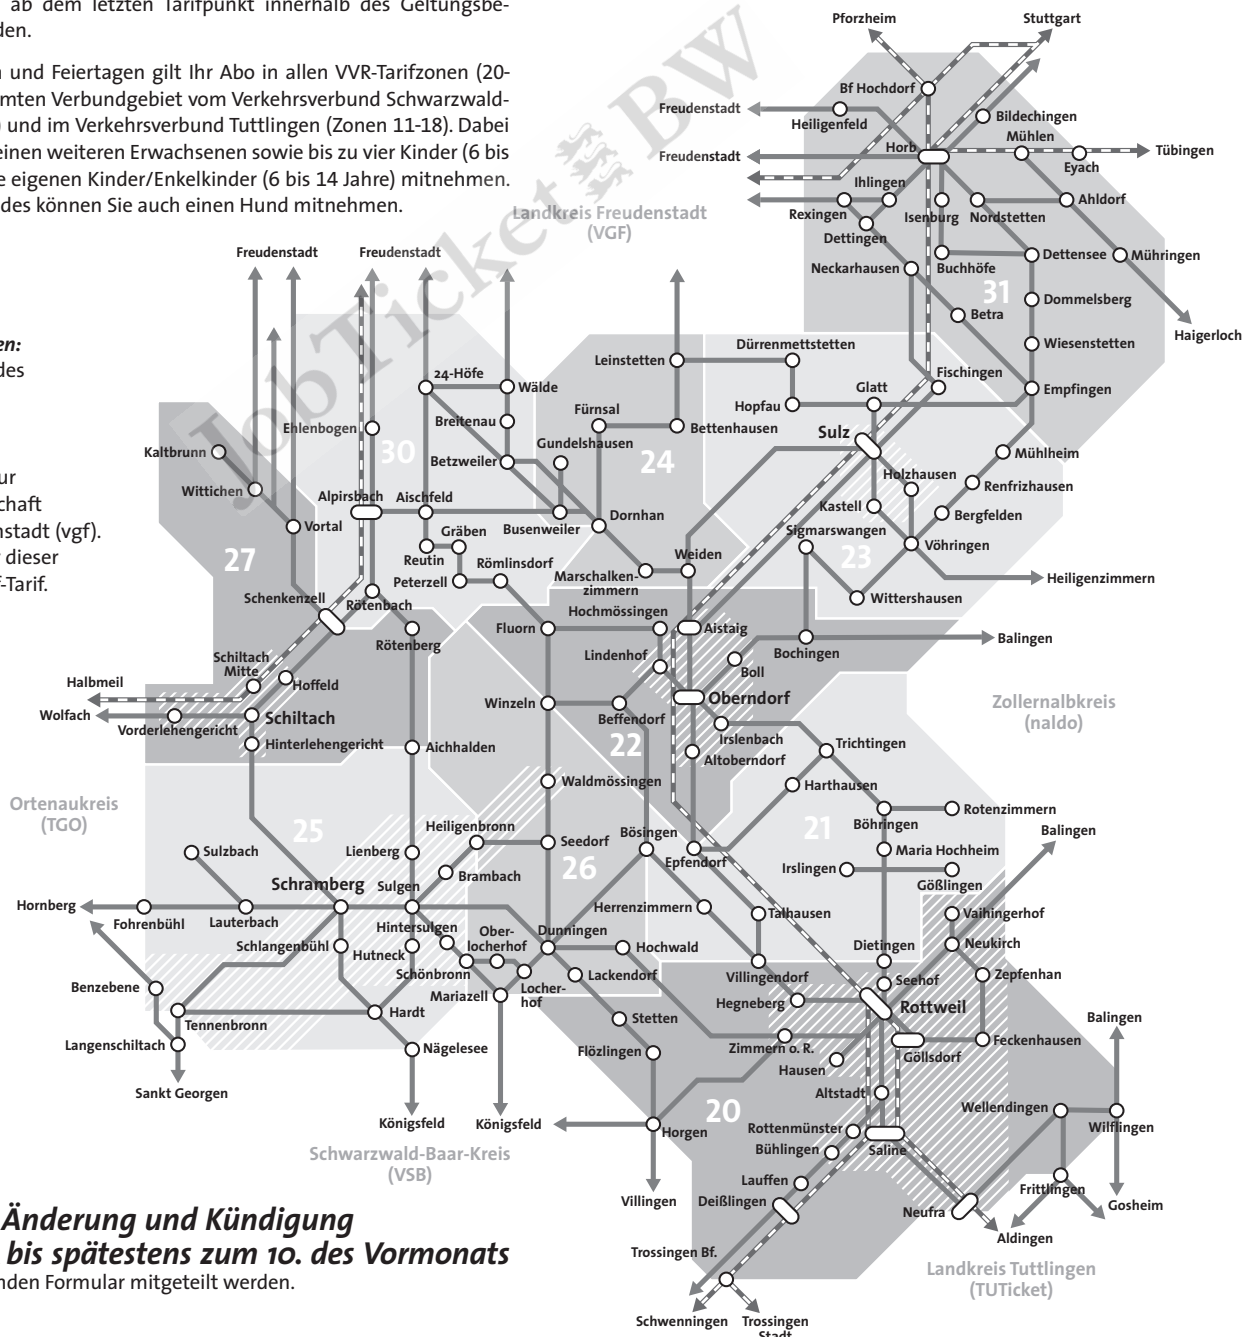 ab dem letzten Tarifpunkt innerhalb des Geltungsbe-
den.
und Feiertagen gilt Ihr Abo in allen VVR-Tarifzonen (20-
mten Verbundgebiet vom Verkehrsverbund Schwarzwald-
und im Verkehrsverbund Tuttlingen (Zonen 11-18). Dabei
einen weiteren Erwachsenen sowie bis zu vier Kinder (6 bis
e eigenen Kinder/Enkelkinder (6 bis 14 Jahre) mitnehmen.
des können Sie auch einen Hund mitnehmen.
en:
des
ur
chaft
nstadt (vgf).
dieser
f-Tarif.
JobTicket BW
Pforzheim
Stuttgart
Bf Hochdorf
Freudenstadt
Heiligenfeld
Bildechingen
Mühlen
Horb
Freudenstadt
Tübingen
Eyach
Ihlingen
Rexingen
Isenburg
Nordstetten
Ahldorf
Landkreis Freudenstadt
(VGF)
Dettingen
Neckarhausen
Buchhöfe
Dettensee
Mühringen
31
Dommelsberg
Betra
Haigerloch
Wiesenstetten
Freudenstadt
Freudenstadt
Dürrenmettstetten
Leinstetten
Fischingen
24-Höfe
Wälde
Glatt
Empfingen
Hopfau
Fürnsal
Breitenau
Bettenhausen
Ehlenbogen
Gundelshausen
Sulz
30
24
Kaltbrunn
Betzweiler
Mühlheim
Holzhausen
Wittichen
Renfrizhausen
Alpirsbach
Aischfeld
Kastell
Bergfelden
Vortal
Busenweiler
Dornhan
Sigmarswangen
Gräben
Vöhringen
Reutin
Weiden
23
27
Römlinsdorf
Peterzell
Marschalken-
zimmern
Heiligenzimmern
Schenkenzell
Rötenbach
Wittershausen
Hochmössingen
Fluorn
Aistaig
Balingen
Rötenberg
Lindenhof
Bochingen
Schiltach
Mitte
Boll
Halbmeil
Hoffeld
Oberndorf
Zollernalbkreis
(naldo)
Winzeln
Wolfach
Schiltach
Beffendorf
Vorderlehengericht
Irslenbach
Hinterlehengericht
Aichhalden
22
Trichtingen
Altoberndorf
Waldmössingen
Harthausen
Ortenaukreis
(TGO)
Rotenzimmern
25
Heiligenbronn
Bösingen
21
Böhringen
Balingen
Sulzbach
Lienberg
Seedorf
Maria Hochheim
Epfendorf
26
Irslingen
Brambach
Gößlingen
Schramberg
Sulgen
Hornberg
Herrenzimmern
Talhausen
Vaihingerhof
Fohrenbühl
Lauterbach
Hintersulgen
Ober-
locherhof
Dunningen
Schlangenbühl
Hutneck
Hochwald
Dietingen
Neukirch
Schönbronn
Lackendorf
Villingendorf
Seehof
Zepfenhan
Benzebene
Mariazell
Locher-
hof
Hegneberg
Rottweil
Tennenbronn
Hardt
Stetten
Balingen
Langenschiltach
Nägelesee
Flözlingen
Zimmern o. R.
Göllsdorf
Feckenhausen
Hausen
Sankt Georgen
Altstadt
20
Wellendingen
Königsfeld
Königsfeld
Horgen
Rottenmünster
Wilflingen
Schwarzwald-Baar-Kreis
(VSB)
Bühlingen
Saline
Lauffen
Frittlingen
Villingen
Deißlingen
Neufra
Gosheim
Änderung und Kündigung
Aldingen
bis spätestens zum 10. des Vormonats
Trossingen Bf.
Landkreis Tuttlingen
(TUTicket)
nden Formular mitgeteilt werden.
Schwenningen
Trossingen
Stadt